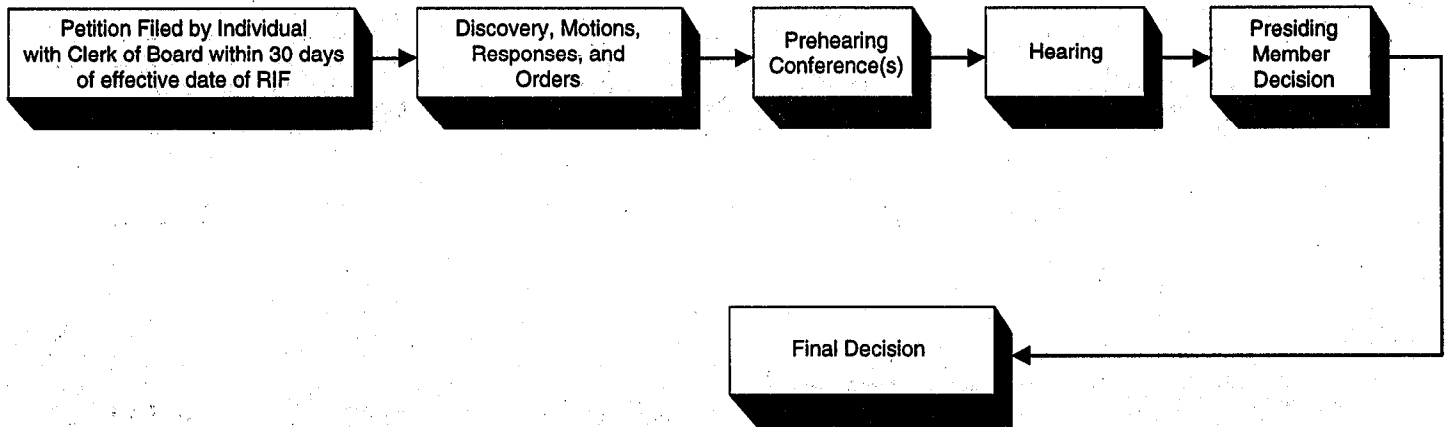 Petition Filed by Individual
with Clerk of Board within 30 days
of effective date of RIF
Discovery, Motions,
Responses, and
Orders
Prehearing
Conference(s)
Hearing
Presiding
Member
Decision
Final Decision